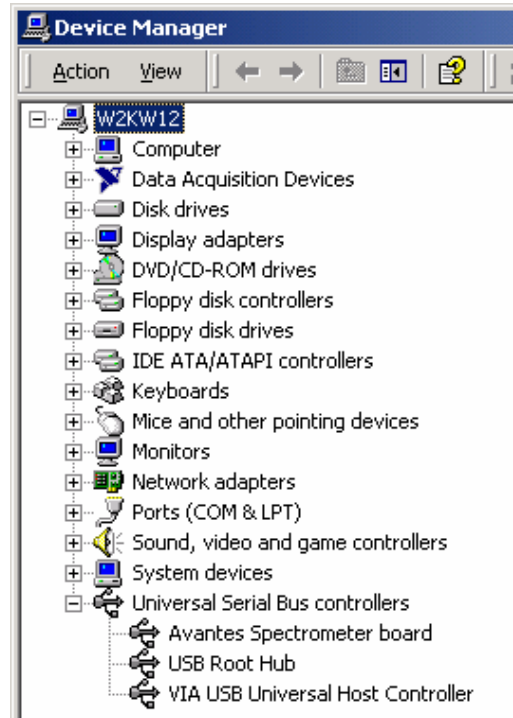 Device Manager
Action View
W2KW12
Computer
Data Acquisition Devices
Disk drives
Display adapters
DVD/CD-ROM drives
Floppy disk controllers
Floppy disk drives
IDE ATA/ATAPI controllers
Keyboards
Mice and other pointing devices
Monitors
Network adapters
Ports (COM & LPT)
Sound, video and game controllers
System devices
Universal Serial Bus controllers
Avantes Spectrometer board
USB Root Hub
VIA USB Universal Host Controller